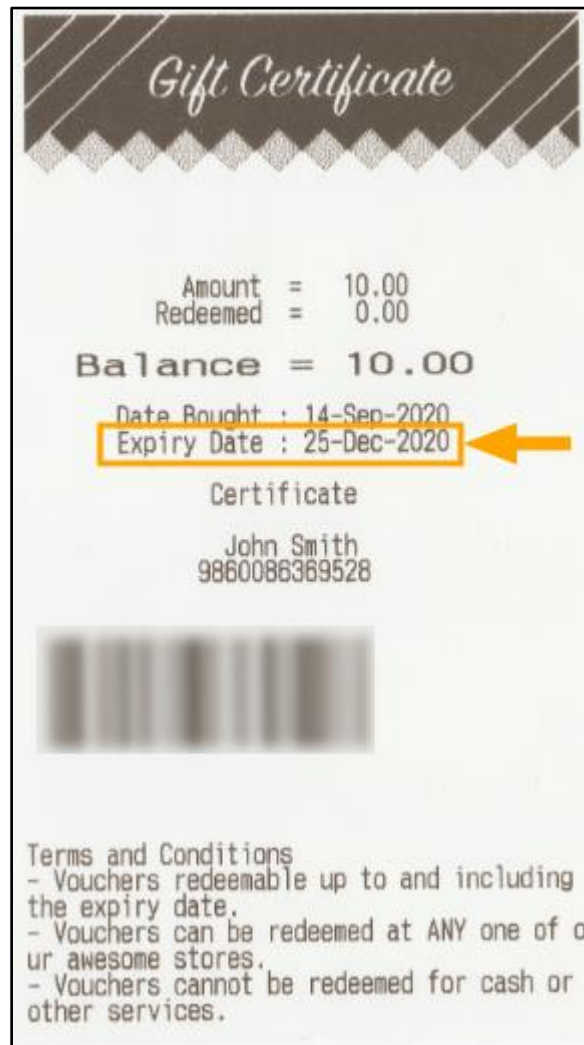 Gift Certificate
Amount = 10.00
Redeemed = 0.00
Balance = 10.00
Date Bought : 14-Sep-2020
Expiry Date : 25-Dec-2020
Certificate
John Smith
9860086369528
Terms and Conditions
- Vouchers redeemable up to and including
the expiry date.
- Vouchers can be redeemed at ANY one of o
ur awesome stores.
- Vouchers cannot be redeemed for cash or
other services.